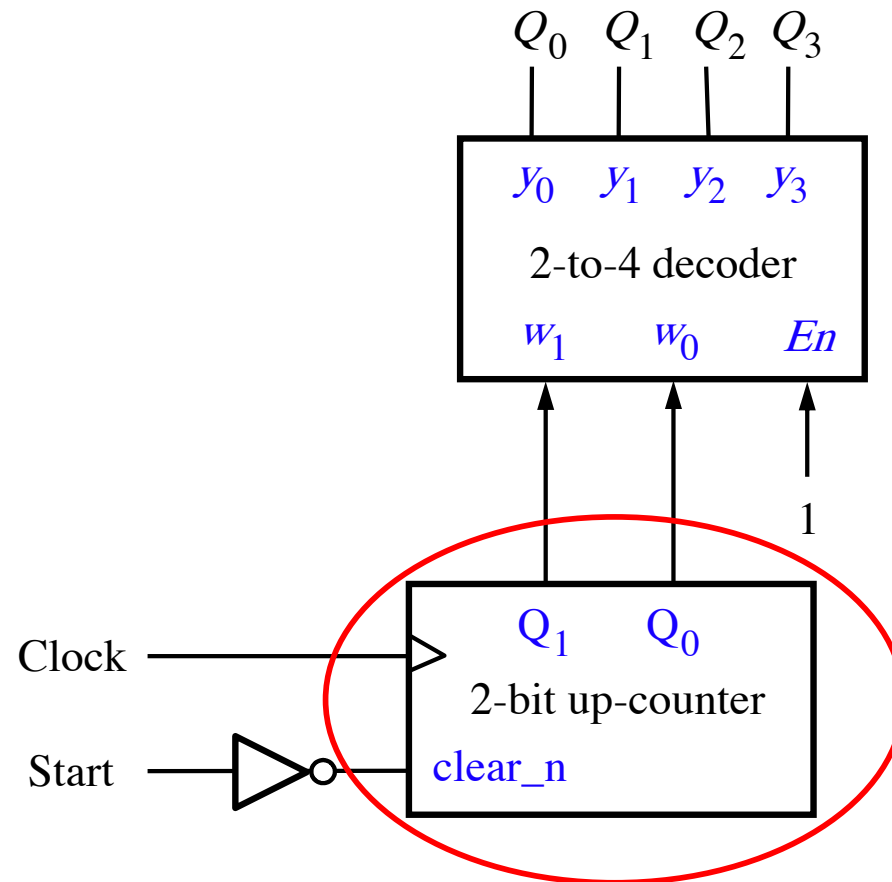 Q0 Q1 Q2 Q3
y0 y1 y2 y3
2-to-4 decoder
w1 w0 En
1
Q1 Q0
Clock
2-bit up-counter
Start
clear_n